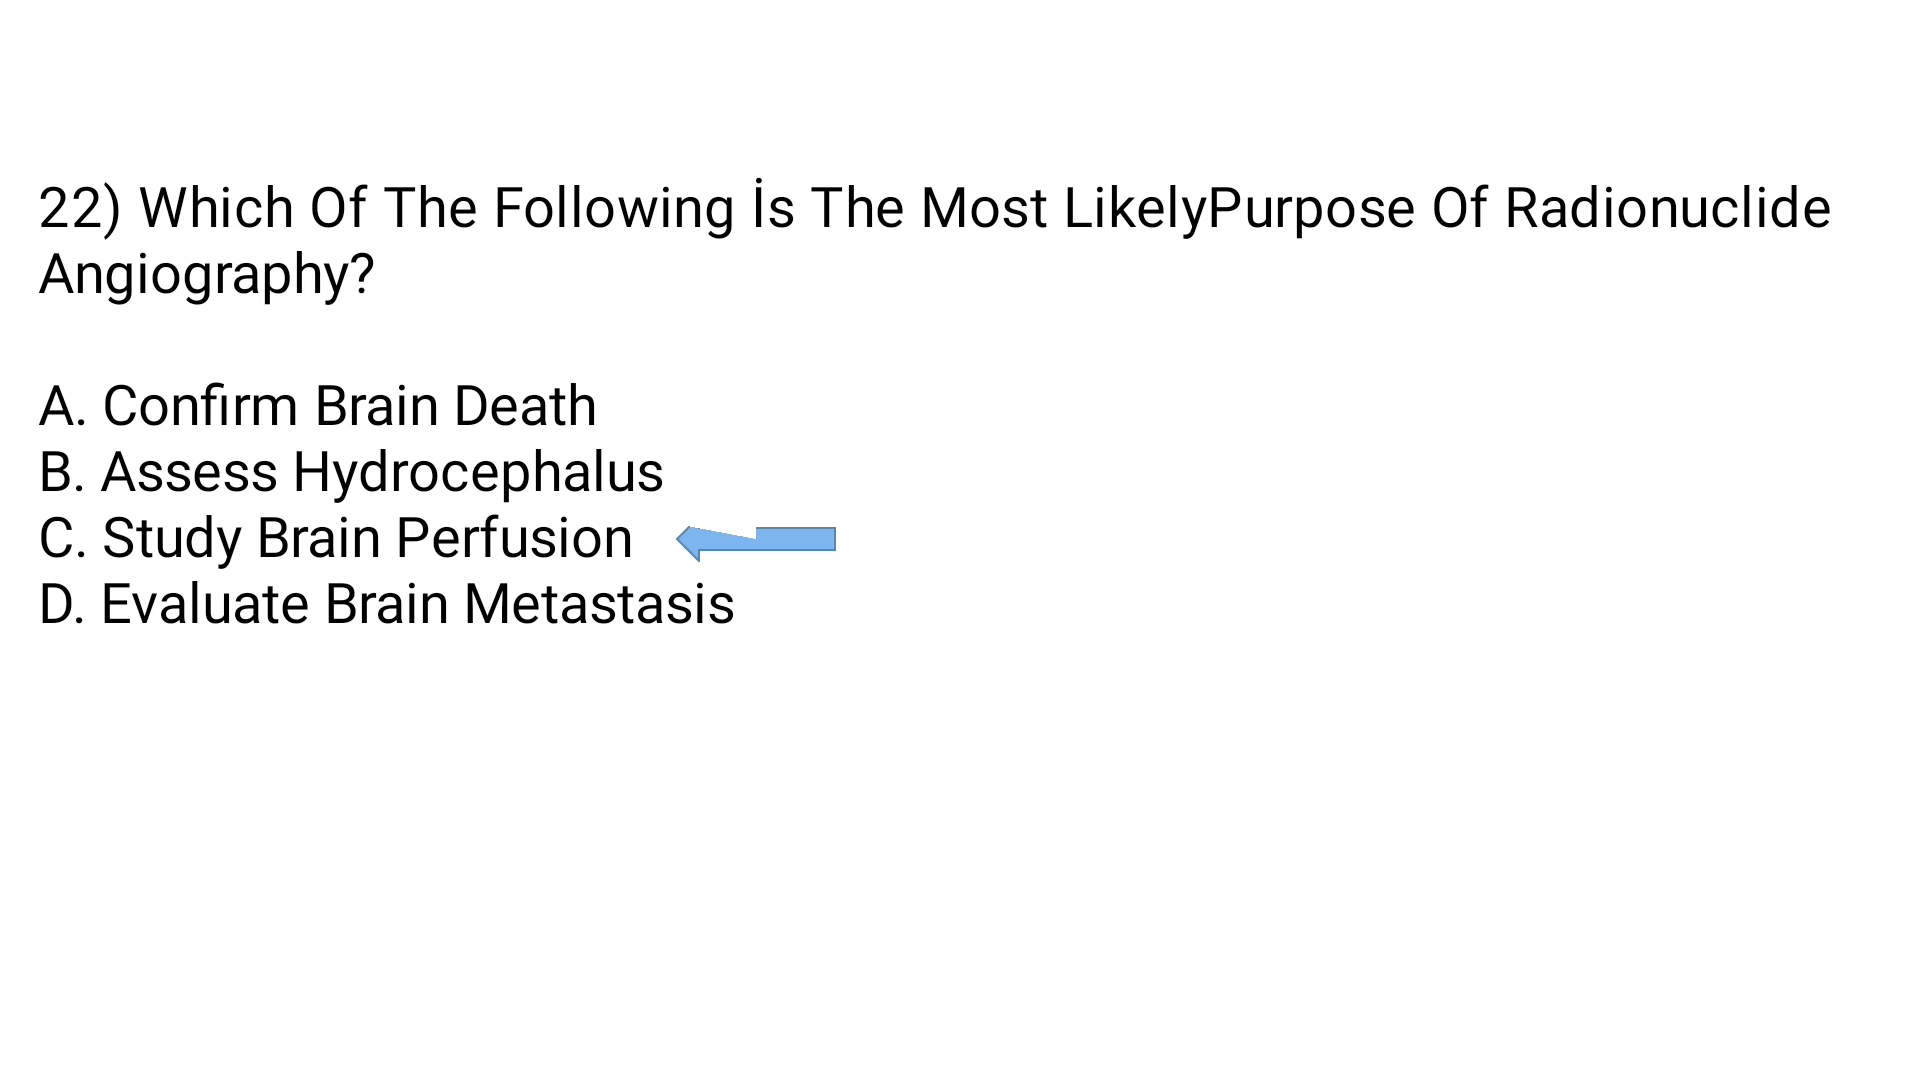 22) Which Of The Following İs The Most LikelyPurpose Of Radionuclide
Angiography?
A. Confirm Brain Death
B. Assess Hydrocephalus
C. Study Brain Perfusion
D. Evaluate Brain Metastasis